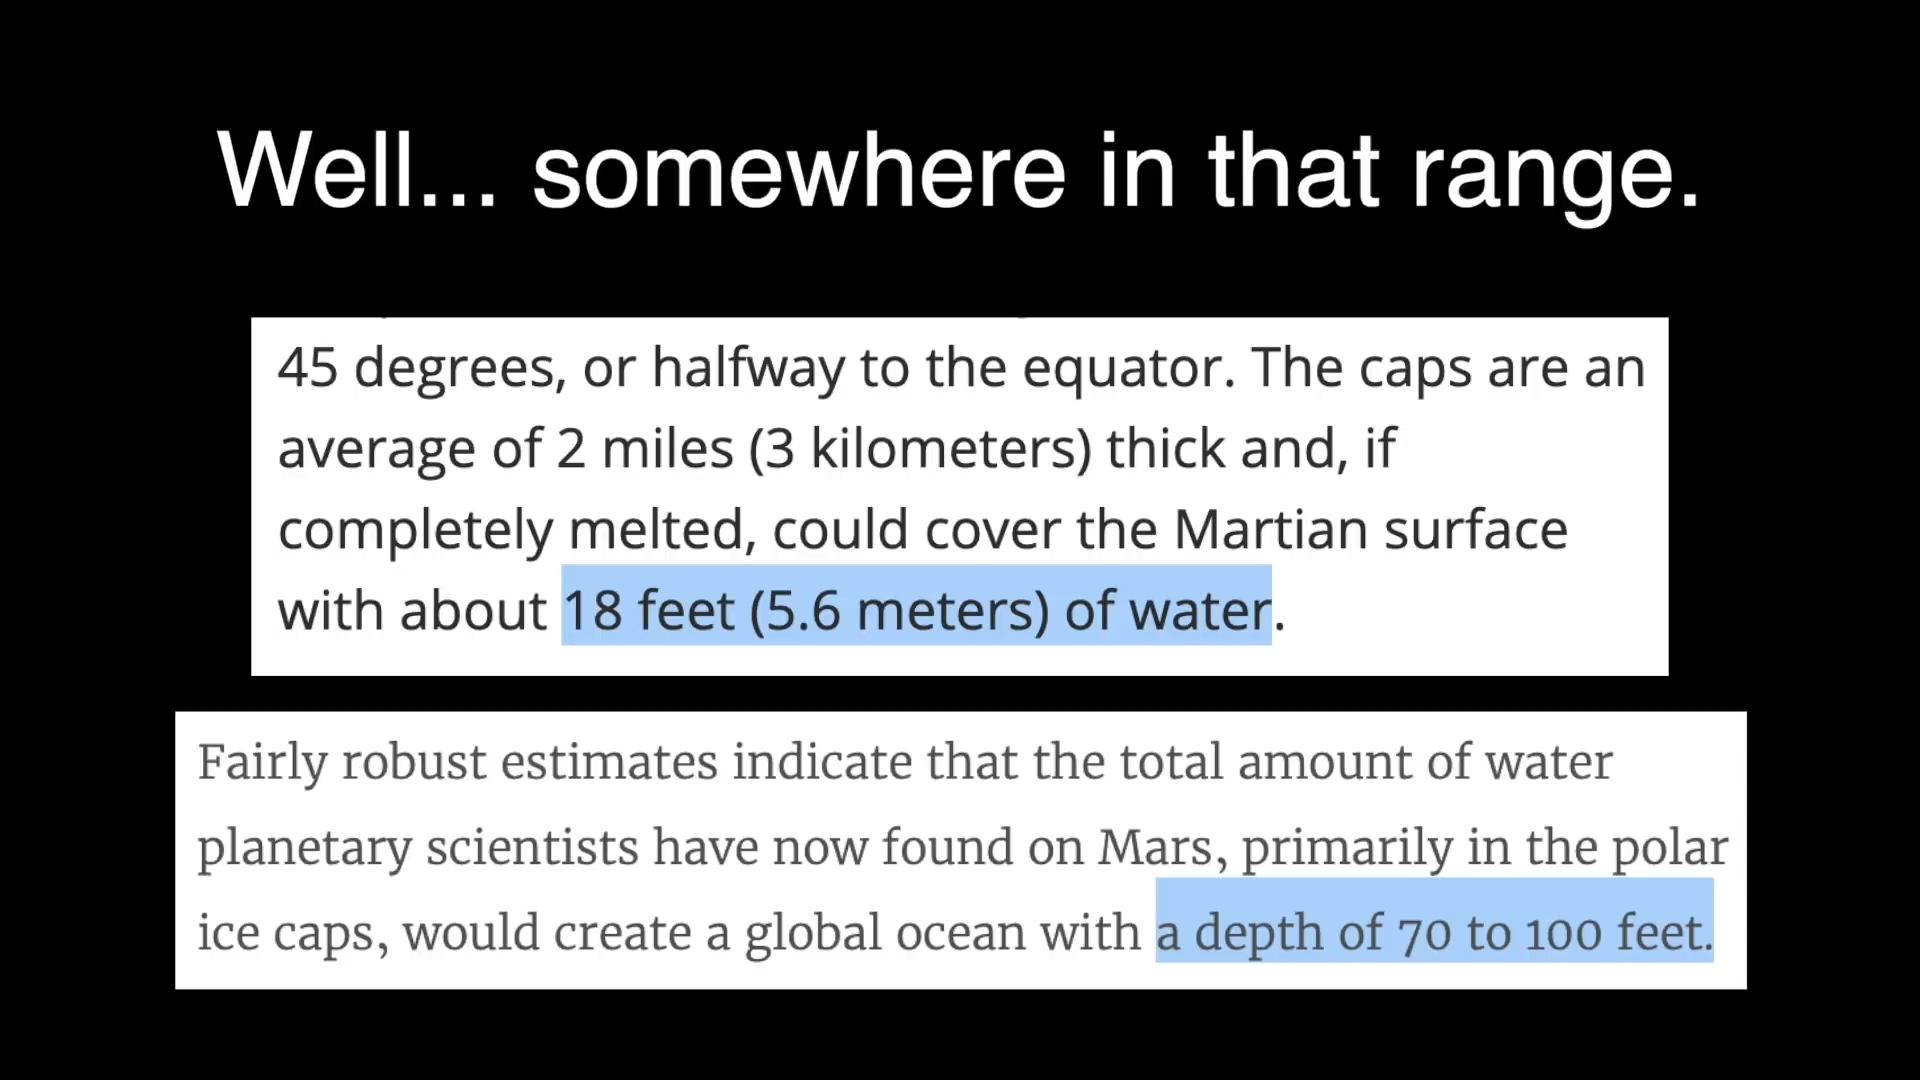 Well... somewhere in that range.
45 degrees, or halfway to the equator. The caps are an
average of 2 miles (3 kilometers) thick and, if
completely melted, could cover the Martian surface
with about 18 feet (5.6 meters) of water.
Fairly robust estimates indicate that the total amount of water
planetary scientists have now found on Mars, primarily in the polar
ice caps, would create a global ocean with a depth of 70 to 100 feet.